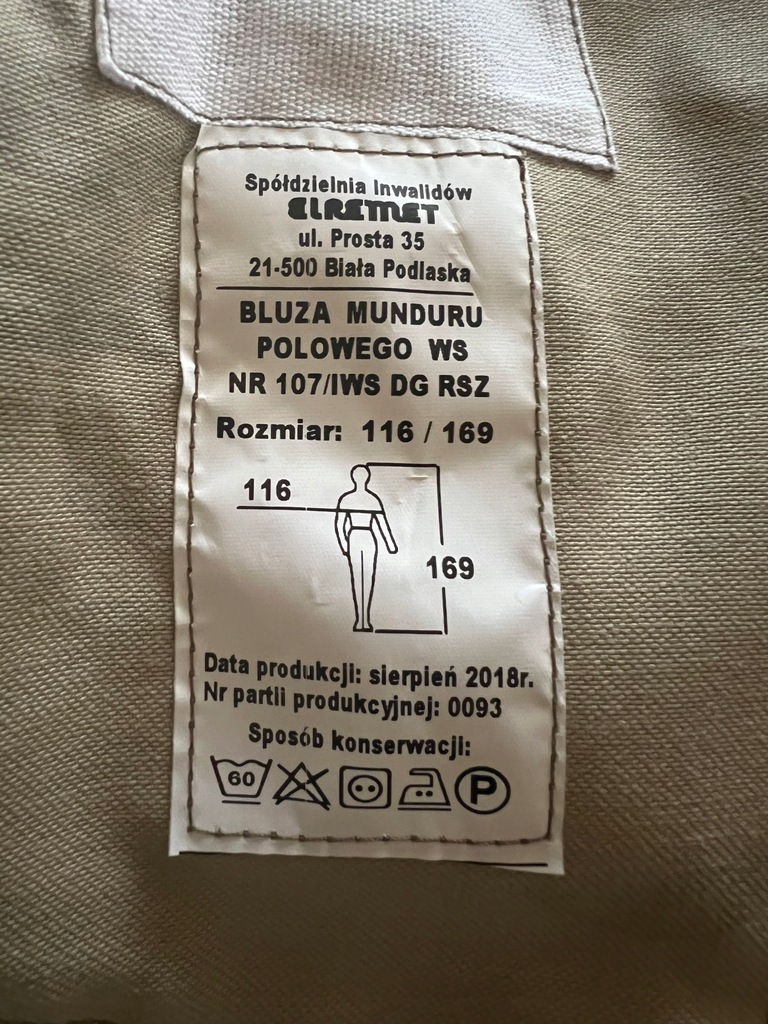 Spółdzielnia Inwalidów
ELREMET
ul. Prosta 35
21-500 Biała Podlaska
BLUZA MUNDURU
POLOWEGO WS
NR 107/IWS DG RSZ
Rozmiar: 116 / 169
116
169
Data produkcji: sierpień 2018r.
Nr partii produkcyjnej: 0093
Sposób konserwacji:
60 P